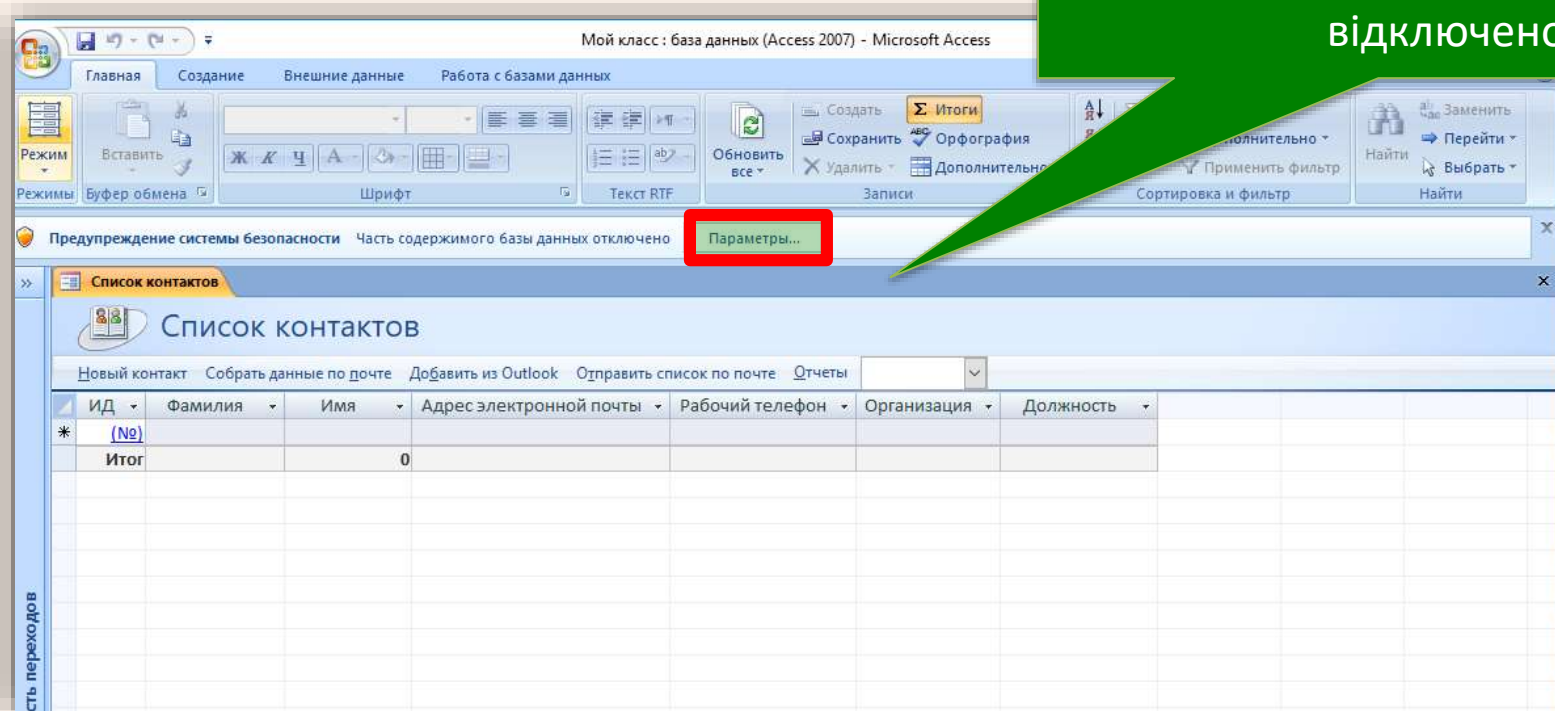 відключено
Мой класс : база данных (Access 2007) - Microsoft Access
Главная Создание Внешние данные Работа с базами данных
Режим
Вставить
Ж К Ч А
ab
Обновить все
Создать
Сохранить
Удалить
Σ Итоги
ABC Орфография
Дополнительно
А Я
Применить фильтр
Найти
Заменить
Перейти
Выбрать
Режимы Буфер обмена Шрифт Текст RTF Записи Сортировка и фильтр Найти
Предупреждение системы безопасности Часть содержимого базы данных отключено Параметры...
» Список контактов
Список контактов
Новый контакт Собрать данные по почте Добавить из Outlook Отправить список по почте Отчеты
ИД Фамилия Имя Адрес электронной почты Рабочий телефон Организация Должность
* (№)
Итог 0
переходов